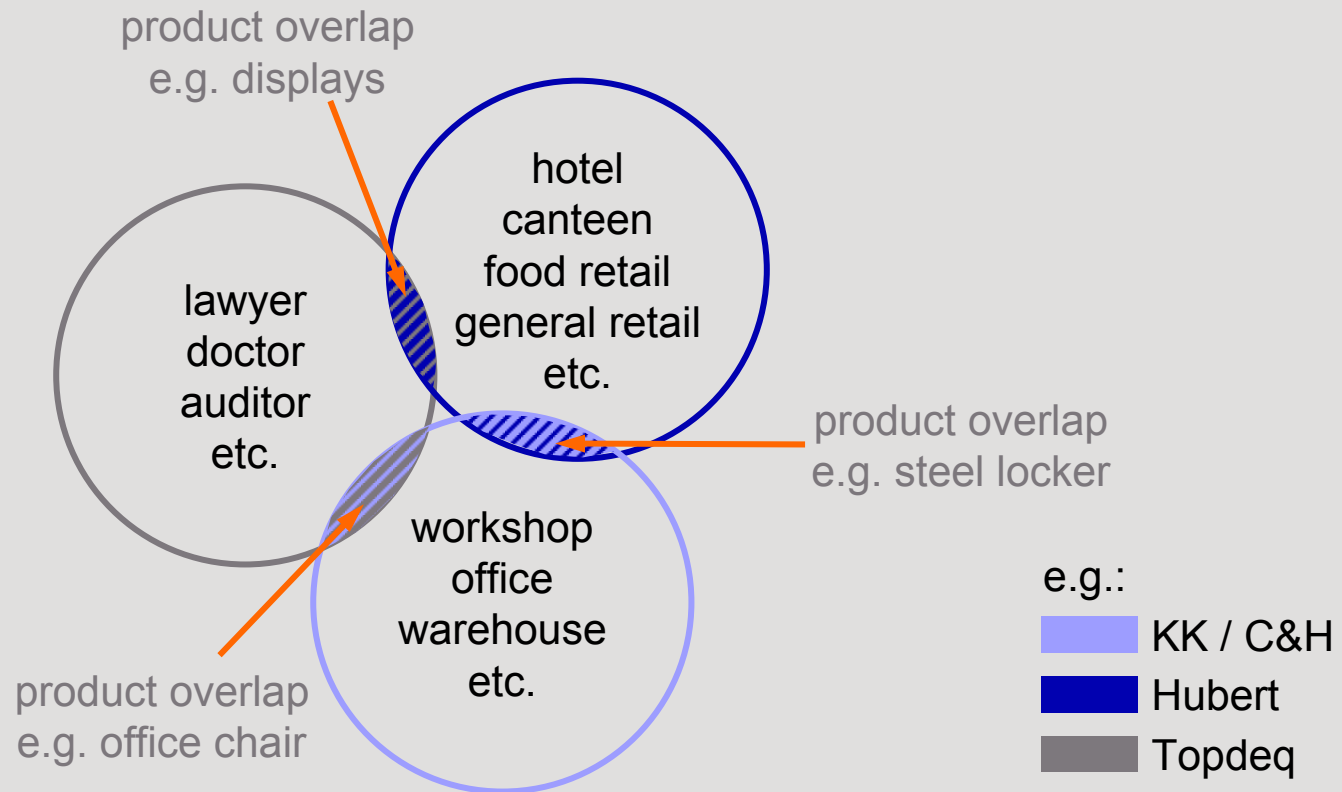 product overlap
e.g. displays
hotel
canteen
food retail
general retail
etc.
lawyer
doctor
auditor
etc.
product overlap
e.g. steel locker
workshop
office
warehouse
etc.
product overlap
e.g. office chair
e.g.:
KK / C&H
Hubert
Topdeq